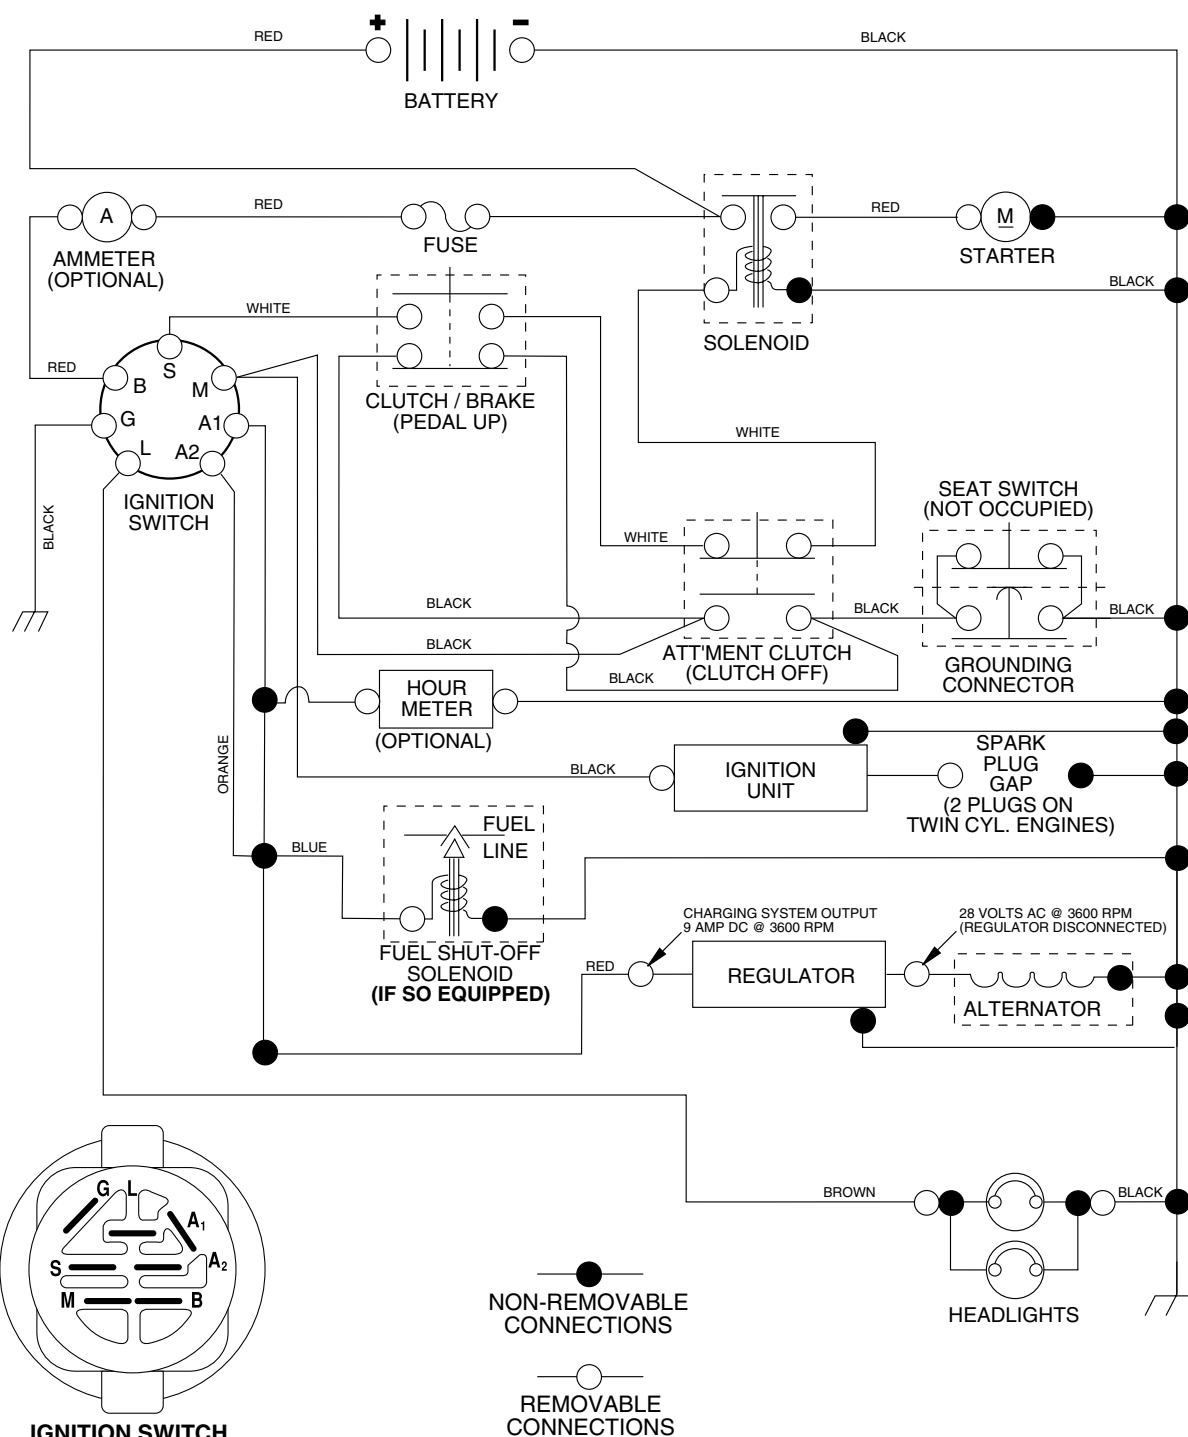 +
−
RED
BLACK
BATTERY
RED
A
FUSE
RED
M
AMMETER
(OPTIONAL)
STARTER
BLACK
WHITE
SOLENOID
RED
S
B
M
CLUTCH / BRAKE
(PEDAL UP)
G
A1
L
A2
WHITE
IGNITION
SWITCH
SEAT SWITCH
(NOT OCCUPIED)
BLACK
WHITE
BLACK
BLACK
BLACK
BLACK
ATT'MENT CLUTCH
(CLUTCH OFF)
GROUNDING
CONNECTOR
BLACK
HOUR
METER
(OPTIONAL)
ORANGE
BLACK
IGNITION
UNIT
SPARK
PLUG
GAP
(2 PLUGS ON
TWIN CYL. ENGINES)
FUEL
LINE
BLUE
CHARGING SYSTEM OUTPUT
9 AMP DC @ 3600 RPM
28 VOLTS AC @ 3600 RPM
(REGULATOR DISCONNECTED)
FUEL SHUT-OFF
SOLENOID
(IF SO EQUIPPED)
RED
REGULATOR
ALTERNATOR
G
L
A1
S
A2
M
B
IGNITION SWITCH
BROWN
BLACK
HEADLIGHTS
NON-REMOVABLE
CONNECTIONS
REMOVABLE
CONNECTIONS